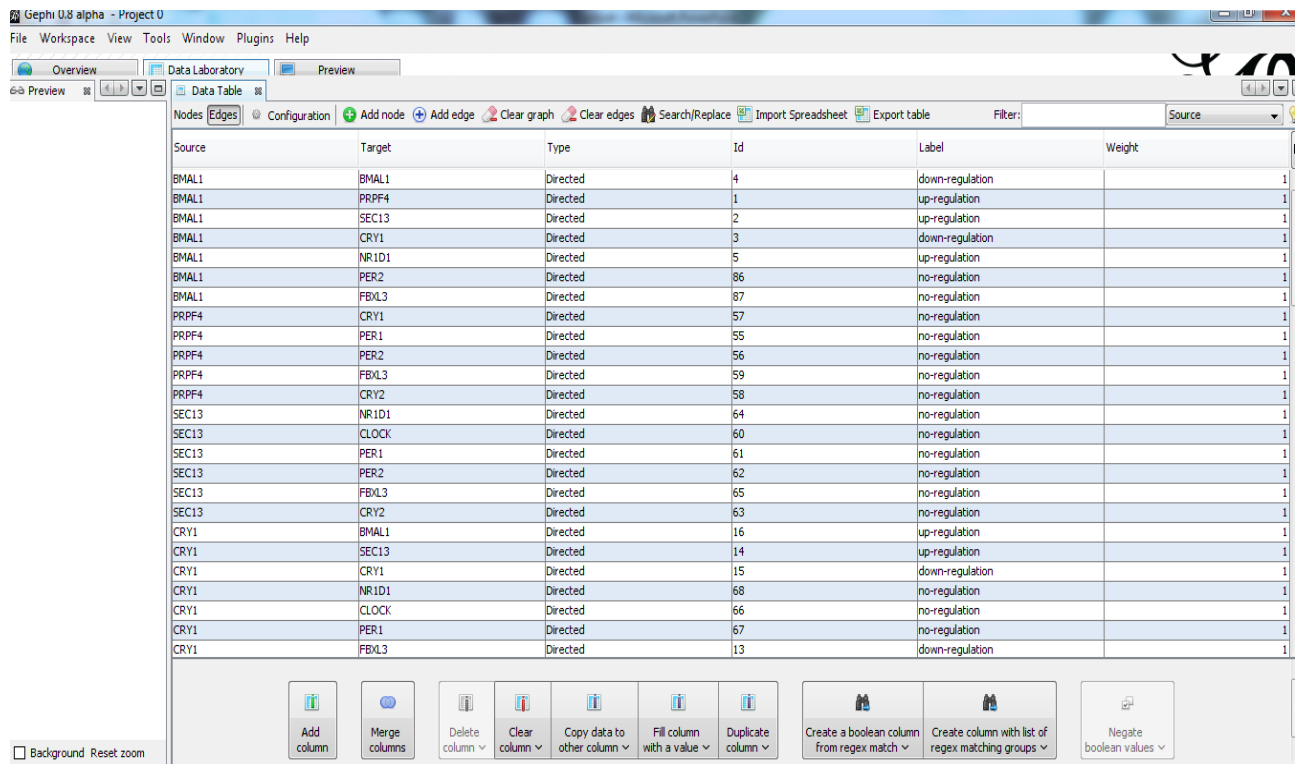 Gephi 0.8 alpha - Project 0
File Workspace View Tools Window Plugins Help
Overview Data Laboratory Preview
Preview Data Table
Nodes Edges Configuration Add node Add edge Clear graph Clear edges Search/Replace Import Spreadsheet Export table Filter: Source
Source Target Type Id Label Weight
BMAL1 BMAL1 Directed 4 down-regulation 1
BMAL1 PRPF4 Directed 1 up-regulation 1
BMAL1 SEC13 Directed 2 up-regulation 1
BMAL1 CRY1 Directed 3 down-regulation 1
BMAL1 NR1D1 Directed 5 up-regulation 1
BMAL1 PER2 Directed 86 no-regulation 1
BMAL1 FBXL3 Directed 87 no-regulation 1
PRPF4 CRY1 Directed 57 no-regulation 1
PRPF4 PER1 Directed 55 no-regulation 1
PRPF4 PER2 Directed 56 no-regulation 1
PRPF4 FBXL3 Directed 59 no-regulation 1
PRPF4 CRY2 Directed 58 no-regulation 1
SEC13 NR1D1 Directed 64 no-regulation 1
SEC13 CLOCK Directed 60 no-regulation 1
SEC13 PER1 Directed 61 no-regulation 1
SEC13 PER2 Directed 62 no-regulation 1
SEC13 FBXL3 Directed 65 no-regulation 1
SEC13 CRY2 Directed 63 no-regulation 1
CRY1 BMAL1 Directed 16 up-regulation 1
CRY1 SEC13 Directed 14 up-regulation 1
CRY1 CRY1 Directed 15 down-regulation 1
CRY1 NR1D1 Directed 68 no-regulation 1
CRY1 CLOCK Directed 66 no-regulation 1
CRY1 PER1 Directed 67 no-regulation 1
CRY1 FBXL3 Directed 13 down-regulation 1
Add column
Merge columns
Delete column
Clear column
Copy data to other column
Fill column with a value
Duplicate column
Create a boolean column from regex match
Create column with list of regex matching groups
Negate boolean values
Background Reset zoom